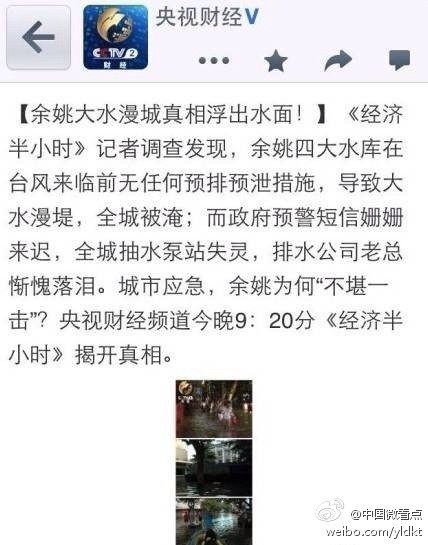 央视财经V
CCTV 2
财经
【余姚大水漫城真相浮出水面！】《经济
半小时》记者调查发现，余姚四大水库在
台风来临前无任何预排预泄措施，导致大
水漫堤，全城被淹；而政府预警短信姗姗
来迟，全城抽水泵站失灵，排水公司老总
惭愧落泪。城市应急，余姚为何“不堪一
击”？央视财经频道今晚9：20分《经济半
小时》揭开真相。
@中国微看点
weibo.com/yldkt